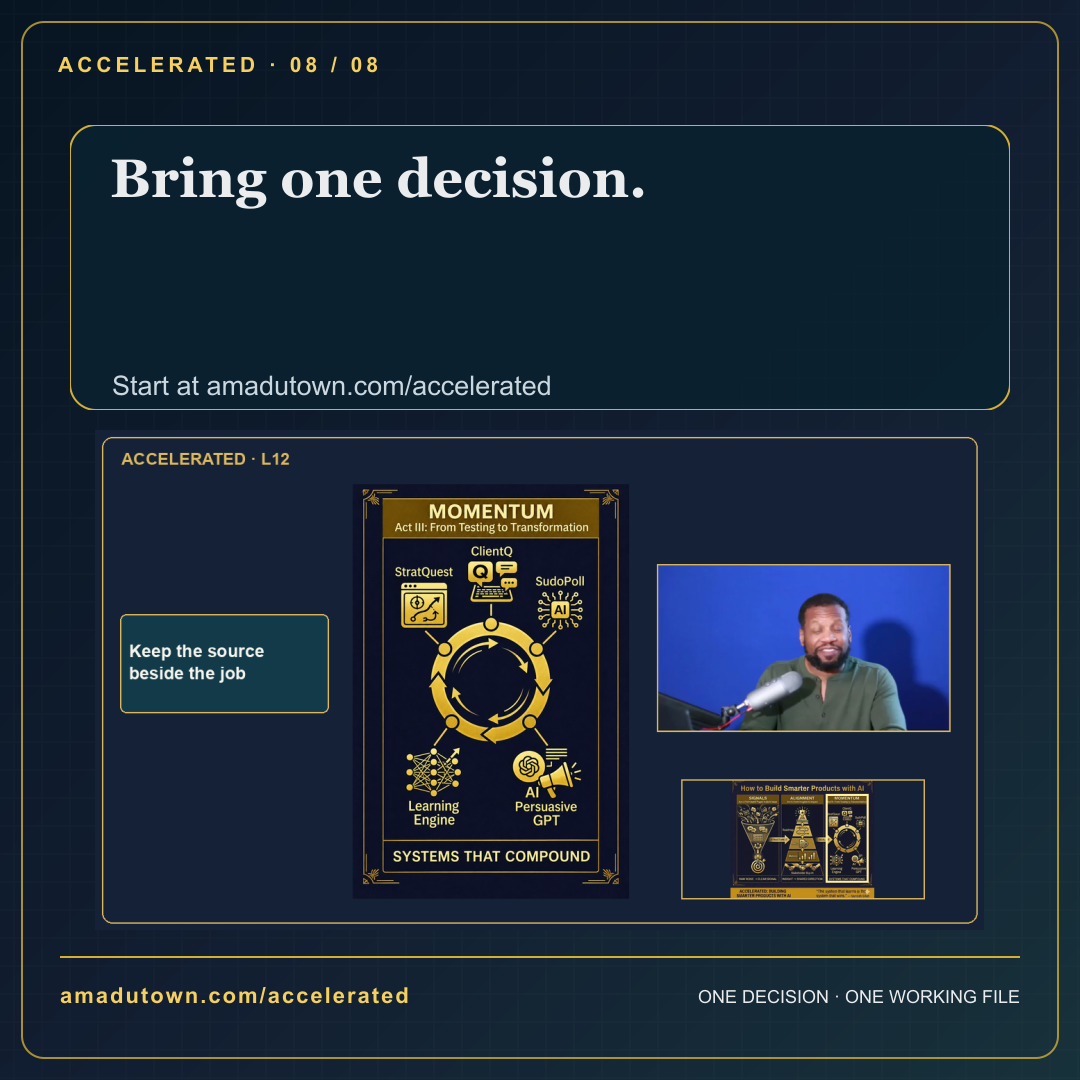 ACCELERATED · 08 / 08
Bring one decision.
Start at amadutown.com/accelerated
ACCELERATED · L12
Keep the source
beside the job
MOMENTUM
Act III: From Testing to Transformation
ClientQ
StratQuest
SudoPoll
Q
AI
Learning
Engine
AI
Persuasive
GPT
SYSTEMS THAT COMPOUND
How to Build Smarter Products with AI
SIGNALS
ALIGNMENT
MOMENTUM
ACCELERATED: BUILDING
SMARTER PRODUCTS WITH AI
amadutown.com/accelerated
ONE DECISION · ONE WORKING FILE